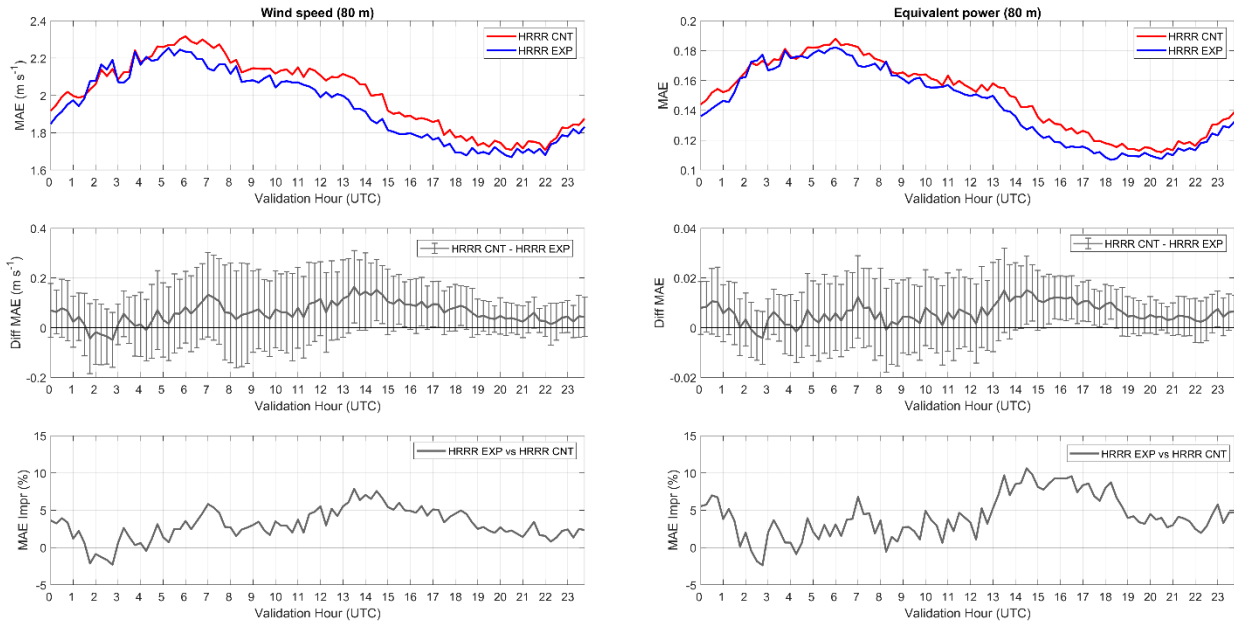 Wind speed (80 m)
2.4
2.2
2
1.8
1.6
MAE (m s-1)
HRRR CNT
HRRR EXP
0 1 2 3 4 5 6 7 8 9 10 11 12 13 14 15 16 17 18 19 20 21 22 23
Validation Hour (UTC)
Equivalent power (80 m)
0.2
0.18
0.16
0.14
0.12
0.1
MAE
HRRR CNT
HRRR EXP
0 1 2 3 4 5 6 7 8 9 10 11 12 13 14 15 16 17 18 19 20 21 22 23
Validation Hour (UTC)
0.4
0.2
0
-0.2
Diff MAE (m s-1)
HRRR CNT - HRRR EXP
0 1 2 3 4 5 6 7 8 9 10 11 12 13 14 15 16 17 18 19 20 21 22 23
Validation Hour (UTC)
0.04
0.02
0
-0.02
Diff MAE
HRRR CNT - HRRR EXP
0 1 2 3 4 5 6 7 8 9 10 11 12 13 14 15 16 17 18 19 20 21 22 23
Validation Hour (UTC)
15
10
5
0
-5
MAE Impr (%)
HRRR EXP vs HRRR CNT
0 1 2 3 4 5 6 7 8 9 10 11 12 13 14 15 16 17 18 19 20 21 22 23
Validation Hour (UTC)
15
10
5
0
-5
MAE Impr (%)
HRRR EXP vs HRRR CNT
0 1 2 3 4 5 6 7 8 9 10 11 12 13 14 15 16 17 18 19 20 21 22 23
Validation Hour (UTC)